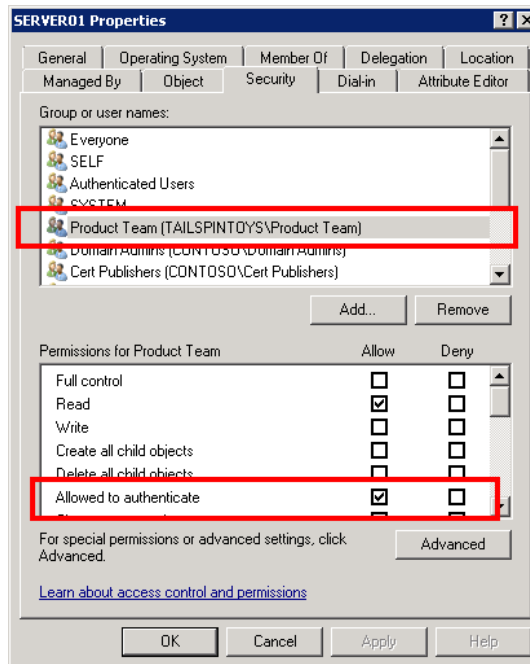 SERVER01 Properties
General Operating System Member Of Delegation Location
Managed By Object Security Dial-in Attribute Editor
Group or user names:
Everyone
SELF
Authenticated Users
SYSTEM
Product Team (TAILSPINTOYS\Product Team)
Domain Admins (CONTOSO\Domain Admins)
Cert Publishers (CONTOSO\Cert Publishers)
Add... Remove
Permissions for Product Team Allow Deny
Full control
Read
Write
Create all child objects
Delete all child objects
Allowed to authenticate
For special permissions or advanced settings, click
Advanced.
Advanced
Learn about access control and permissions
OK Cancel Apply Help